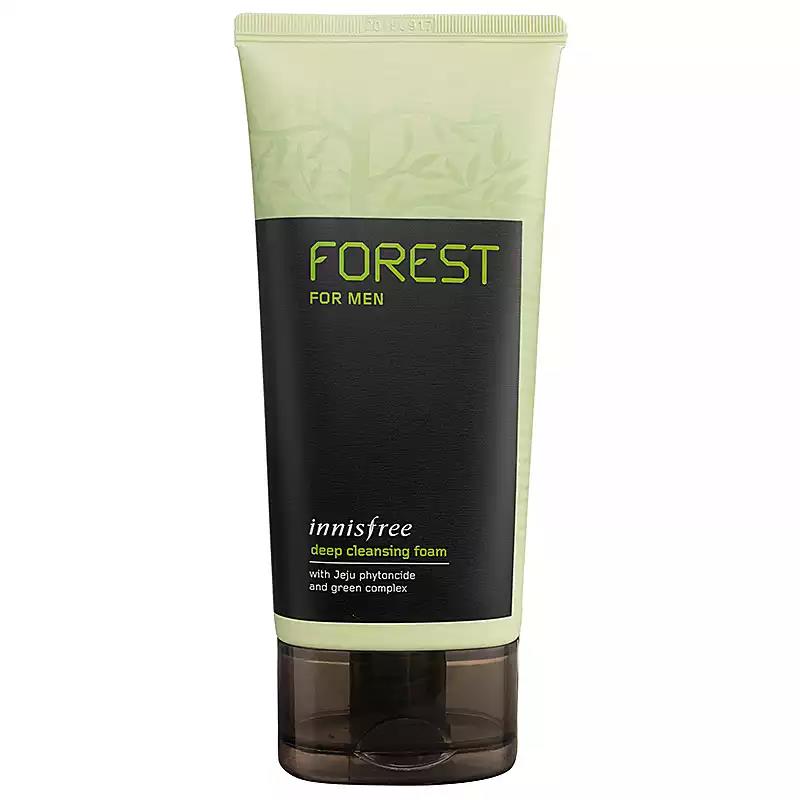 FOREST
FOR MEN
innisfree
deep cleansing foam
with Jeju phytoncide
and green complex